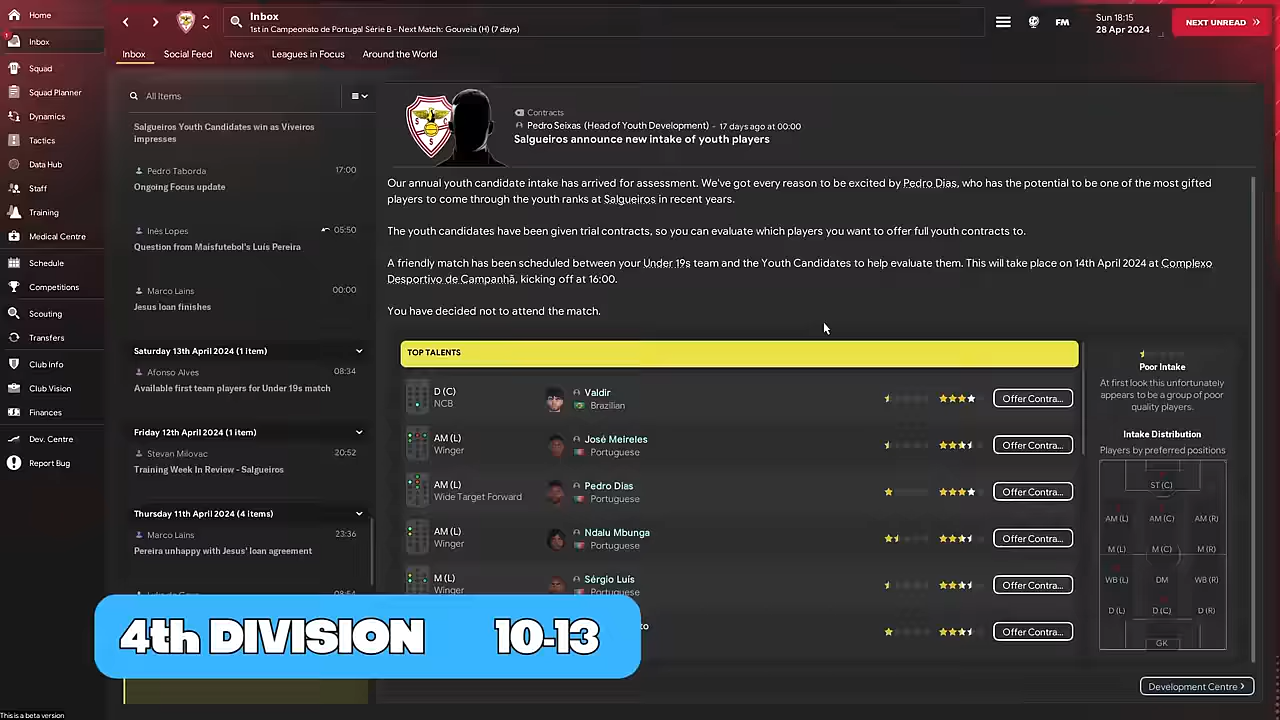 Home
1
Inbox
Squad
Squad Planner
Dynamics
Tactics
Data Hub
Staff
Training
Medical Centre
Schedule
Competitions
Scouting
Transfers
Club Info
Club Vision
Finances
Dev. Centre
Report Bug
This is a beta version
Inbox
1st in Campeonato de Portugal Série B - Next Match: Gouveia (H) (7 days)
FM
Sun 18:15
28 Apr 2024
NEXT UNREAD
Inbox
Social Feed
News
Leagues in Focus
Around the World
All Items
Salgueiros Youth Candidates win as Viveiros
impresses
Pedro Taborda 17:00
Ongoing Focus update
Inês Lopes 05:50
Question from Maisfutebol's Luís Pereira
Marco Lains 00:00
Jesus loan finishes
Saturday 13th April 2024 (1 item)
Afonso Alves 08:34
Available first team players for Under 19s match
Friday 12th April 2024 (1 item)
Stevan Milovac 20:52
Training Week In Review - Salgueiros
Thursday 11th April 2024 (4 items)
Marco Lains 23:36
Pereira unhappy with Jesus' loan agreement
Contracts
Pedro Seixas (Head of Youth Development) - 17 days ago at 00:00
Salgueiros announce new intake of youth players
Our annual youth candidate intake has arrived for assessment. We've got every reason to be excited by Pedro Dias, who has the potential to be one of the most gifted
players to come through the youth ranks at Salgueiros in recent years.
The youth candidates have been given trial contracts, so you can evaluate which players you want to offer full youth contracts to.
A friendly match has been scheduled between your Under 19s team and the Youth Candidates to help evaluate them. This will take place on 14th April 2024 at Complexo
Desportivo de Campanhã, kicking off at 16:00.
You have decided not to attend the match.
TOP TALENTS
D (C)
NCB
Valdir
Brazilian
Offer Contra...
AM (L)
Winger
José Meireles
Portuguese
Offer Contra...
AM (L)
Wide Target Forward
Pedro Dias
Portuguese
Offer Contra...
AM (L)
Winger
Ndalu Mbunga
Portuguese
Offer Contra...
M (L)
Winger
Sérgio Luís
Portuguese
Offer Contra...
Offer Contra...
Poor Intake
At first look this unfortunately
appears to be a group of poor
quality players.
Intake Distribution
Players by preferred positions
ST (C)
AM (L) AM (C) AM (R)
M (L) M (C) M (R)
WB (L) DM WB (R)
D (L) D (C) D (R)
GK
Development Centre
4th DIVISION 10-13